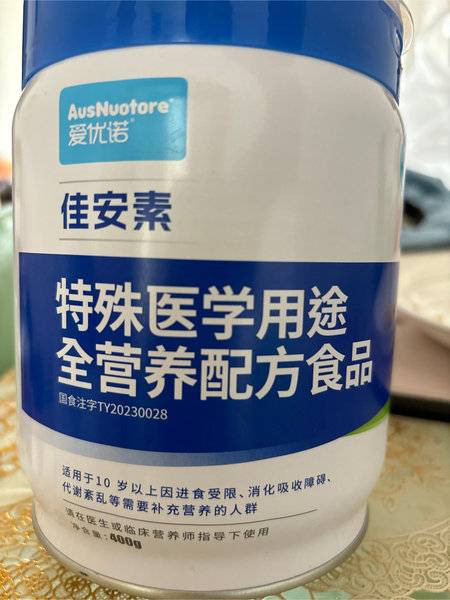 AusNuotore®
爱优诺®
佳安素
特殊医学用途
全营养配方食品
国食注字TY20230028
适用于10岁以上因进食受限、消化吸收障碍、
代谢紊乱等需要补充营养的人群
请在医生或临床营养师指导下使用
净含量:400g